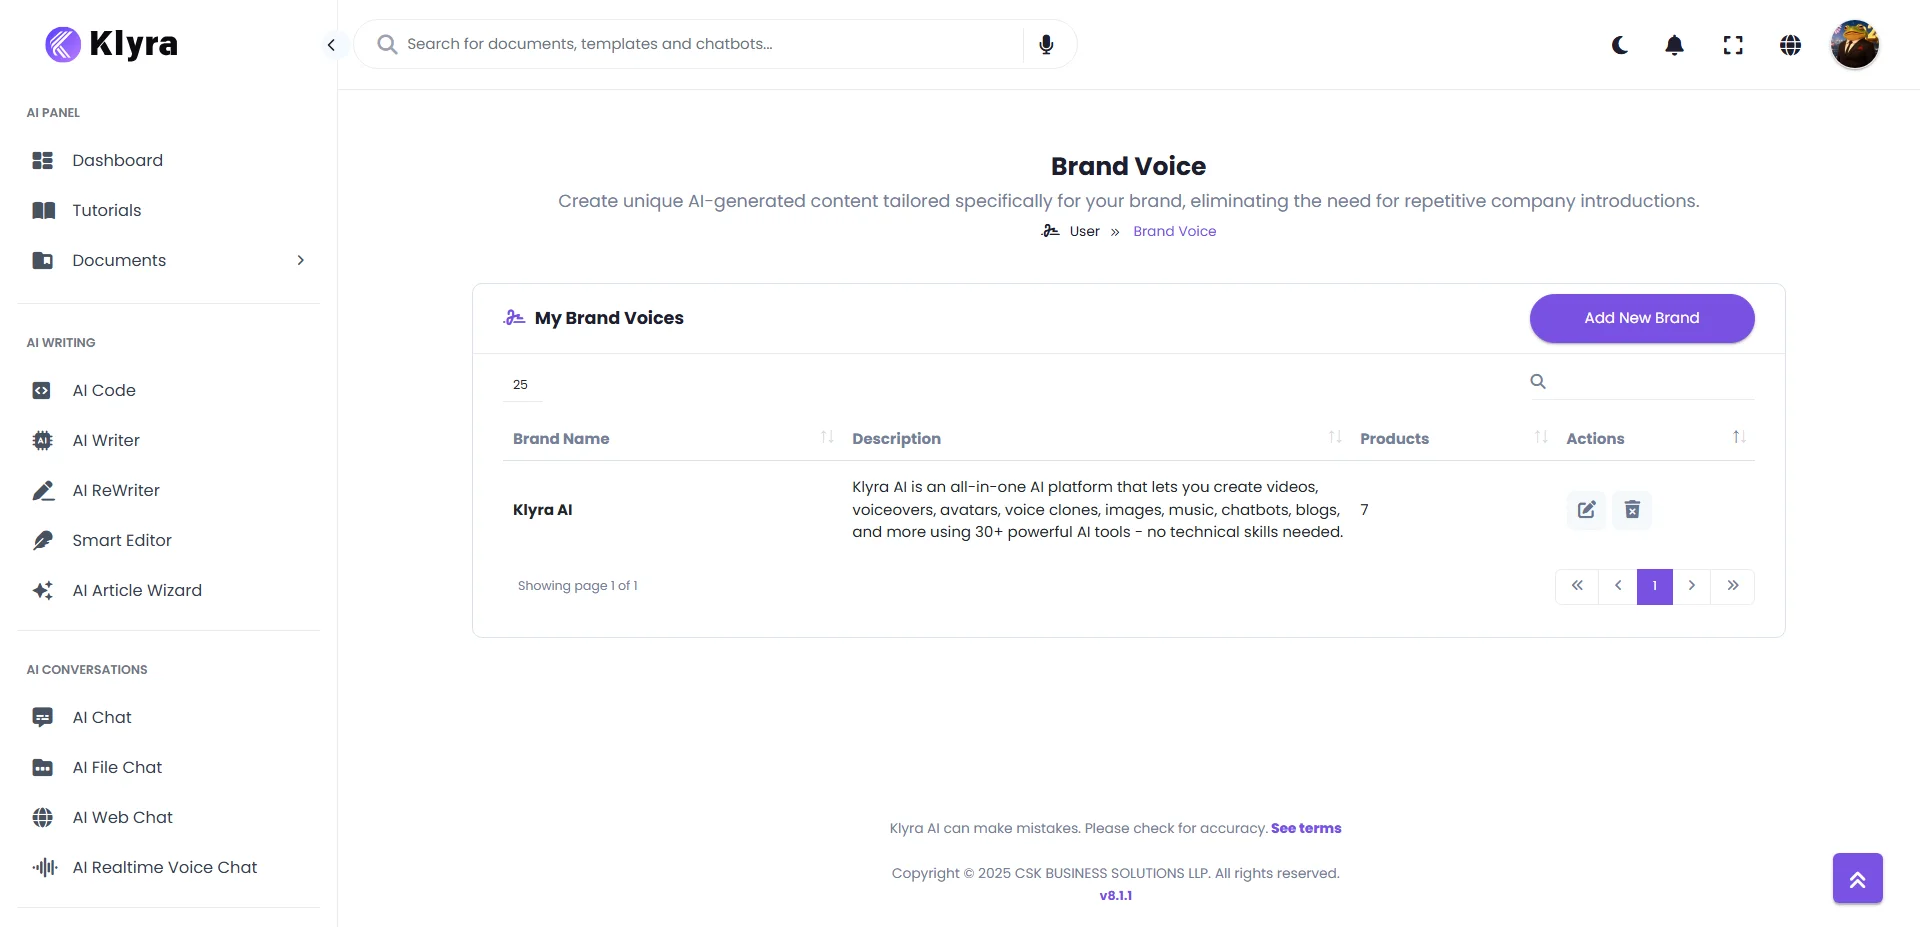 Klyra
Search for documents, templates and chatbots...
AI PANEL
Dashboard
Tutorials
Documents
AI WRITING
AI Code
AI Writer
AI ReWriter
Smart Editor
AI Article Wizard
AI CONVERSATIONS
AI Chat
AI File Chat
AI Web Chat
AI Realtime Voice Chat
Brand Voice
Create unique AI-generated content tailored specifically for your brand, eliminating the need for repetitive company introductions.
User » Brand Voice
My Brand Voices
Add New Brand
25
Brand Name Description Products Actions
Klyra AI
Klyra AI is an all-in-one AI platform that lets you create videos,
voiceovers, avatars, voice clones, images, music, chatbots, blogs,
and more using 30+ powerful AI tools - no technical skills needed.
7
Showing page 1 of 1
« ‹ 1 › »
Klyra AI can make mistakes. Please check for accuracy. See terms
Copyright © 2025 CSK BUSINESS SOLUTIONS LLP. All rights reserved.
v8.1.1